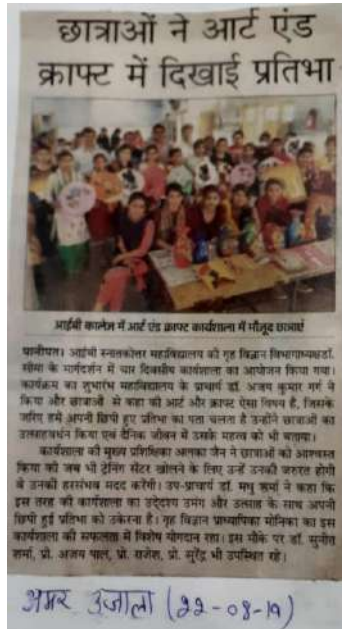 छात्राओं ने आर्ट एंड
क्राफ्ट में दिखाई प्रतिभा
आईबी कालेज में आर्ट एंड क्राफ्ट कार्यशाला में मौजूद छात्राएं
पानीपत। आईबी स्नातकोत्तर महाविद्यालय की गृह विज्ञान विभागाध्यक्ष डॉ.
सीमा के मार्गदर्शन में चार दिवसीय कार्यशाला का आयोजन किया गया।
कार्यक्रम का शुभारंभ महाविद्यालय के प्राचार्य डॉ. अजय कुमार गर्ग ने
किया और छात्राओं से कहा की आर्ट और क्राफ्ट ऐसा विषय है, जिसके
जरिए हमे अपनी छिपी हुए प्रतिभा का पता चलता है उन्होंने छात्राओं का
उत्साहवर्धन किया एवं दैनिक जीवन में उसके महत्व को भी बताया।
कार्यशाला की मुख्य प्रशिक्षिका आलका जैन ने छात्राओं को आश्वस्त
किया की जब भी ट्रेनिंग सेंटर खोलने के लिए उन्हें उनकी जरुरत होगी
वे उनकी हरसंभव मदद करेंगी। उप-प्राचार्य डॉ. मधु शर्मा ने कहा कि
इस तरह की कार्यशाला का उद्देश्य उमंग और उत्साह के साथ अपनी
छिपी हुई प्रतिभा को उकेरना है। गृह विज्ञान प्राध्यापिका मोनिका का इस
कार्यशाला की सफलता में विशेष योगदान रहा। इस मौके पर डॉ. सुनीत
शर्मा, प्रो. अजय पाल, प्रो. राजेश, प्रो. सुरेंद्र भी उपस्थित रहे।
अमर उजाला (22-08-19)